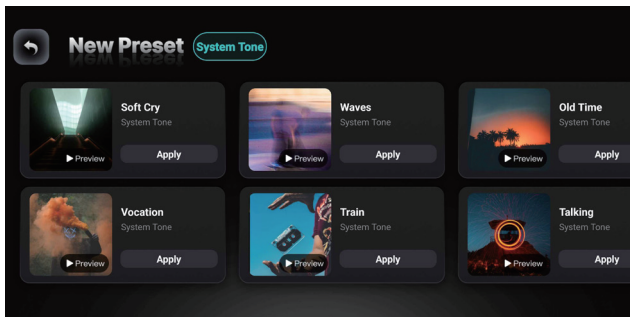 New Preset System Tone
Soft Cry
System Tone
Preview
Apply
Waves
System Tone
Preview
Apply
Old Time
System Tone
Preview
Apply
Vocation
System Tone
Preview
Apply
Train
System Tone
Preview
Apply
Talking
System Tone
Preview
Apply